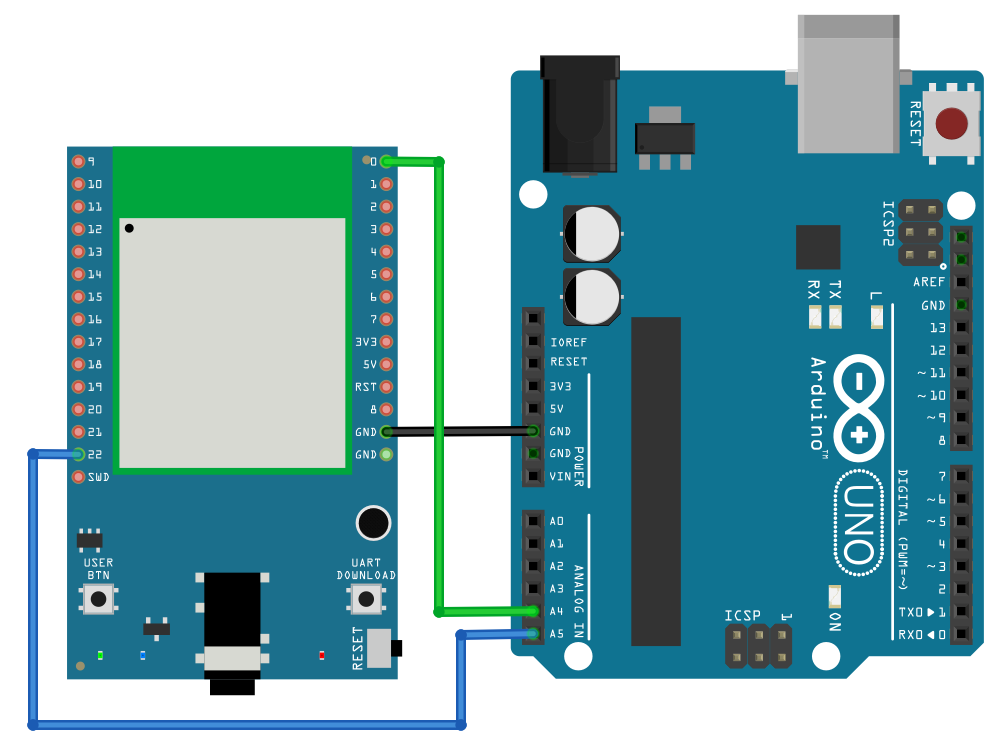 9
10
11
12
13
14
15
16
17
18
19
20
21
22
SWD
0
1
2
3
4
5
6
7
3V3
5V
RST
8
GND
GND
USER
BTN
UART
DOWNLOAD
RESET
IOREF
RESET
3V3
5V
GND
GND
VIN
POWER
A0
A1
A2
A3
A4
A5
ANALOG IN
RESET
ICSP2
RX
TX
L
Arduino™
UNO
ON
ICSP
1
AREF
GND
13
12
~11
~10
~9
8
7
~6
~5
4
~3
2
TX0▶1
RX0◀0
DIGITAL (PWM=~)